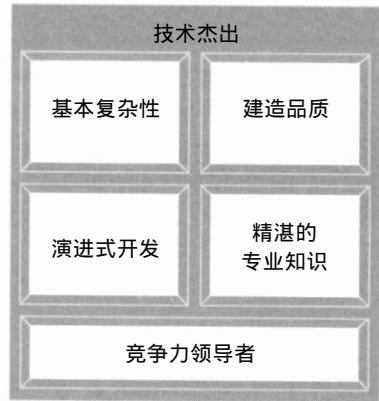 技术杰出
基本复杂性
建造品质
演进式开发
精湛的
专业知识
竞争力领导者